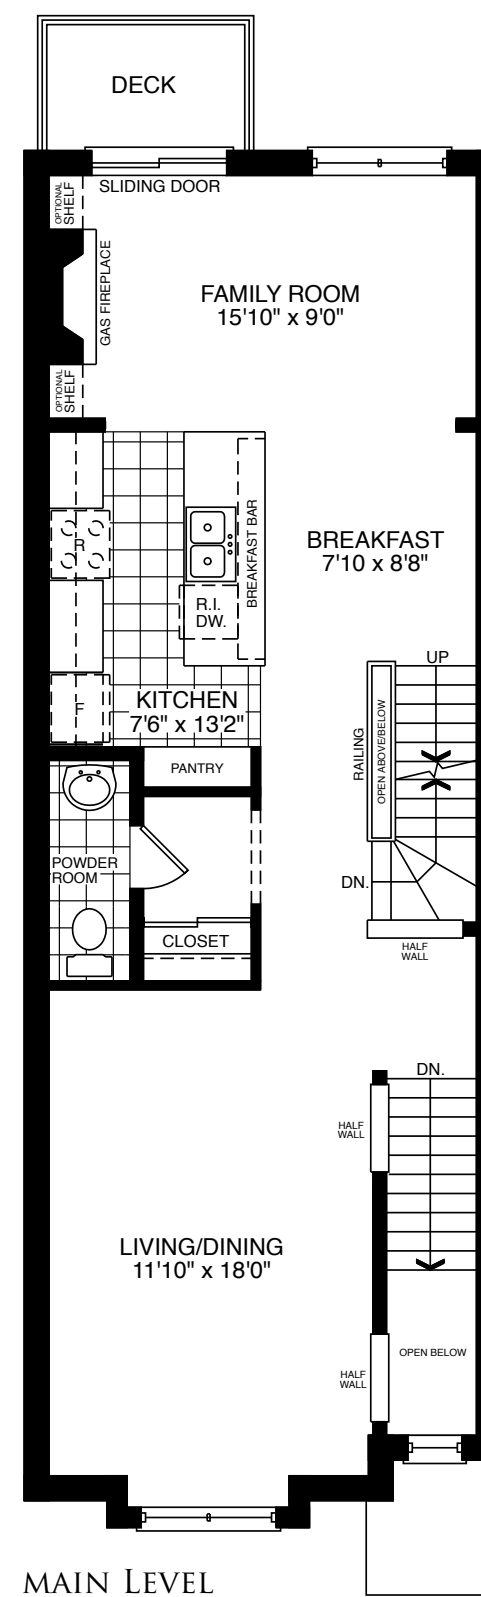 DECK
SLIDING DOOR
OPTIONAL
SHELF
GAS FIREPLACE
FAMILY ROOM
15'10" x 9'0"
OPTIONAL
SHELF
BREAKFAST BAR
R
R.I.
DW.
BREAKFAST
7'10 x 8'8"
F
KITCHEN
7'6" x 13'2"
UP
RAILING
OPEN ABOVE/BELOW
PANTRY
POWDER
ROOM
DN.
CLOSET
HALF
WALL
DN.
HALF
WALL
LIVING/DINING
11'10" x 18'0"
OPEN BELOW
HALF
WALL
MAIN LEVEL